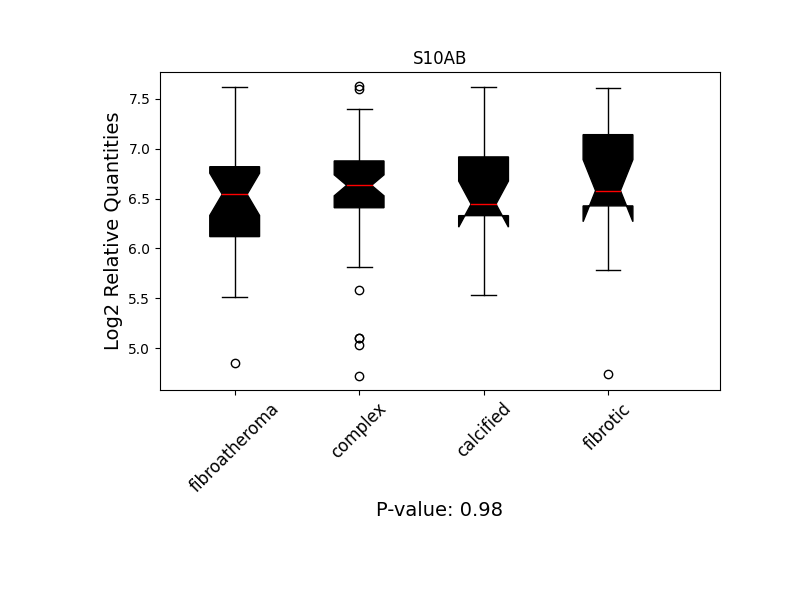 S10AB
Log2 Relative Quantities
7.5
7.0
6.5
6.0
5.5
5.0
fibroatheroma
complex
calcified
fibrotic
P-value: 0.98